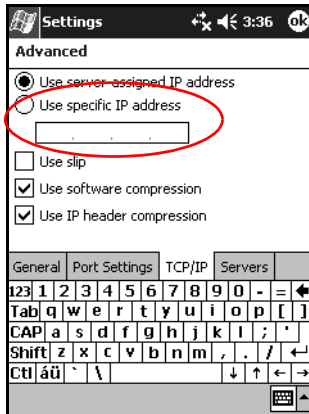 Settings 3:36 ok
Advanced
Use server-assigned IP address
Use specific IP address
. . .
Use slip
Use software compression
Use IP header compression
General Port Settings TCP/IP Servers
123 1 2 3 4 5 6 7 8 9 0 - =
Tab q w e r t y u i o p [ ]
CAP a s d f g h j k l ; '
Shift z x c v b n m , . /
Ctl áü ` \